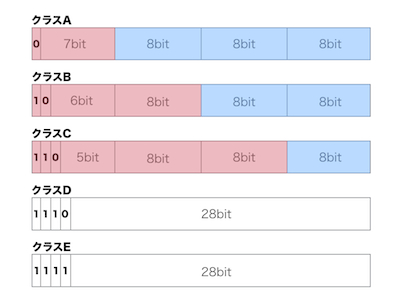 クラスA
0 7bit 8bit 8bit 8bit
クラスB
1 0 6bit 8bit 8bit 8bit
クラスC
1 1 0 5bit 8bit 8bit 8bit
クラスD
1 1 1 0 28bit
クラスE
1 1 1 1 28bit